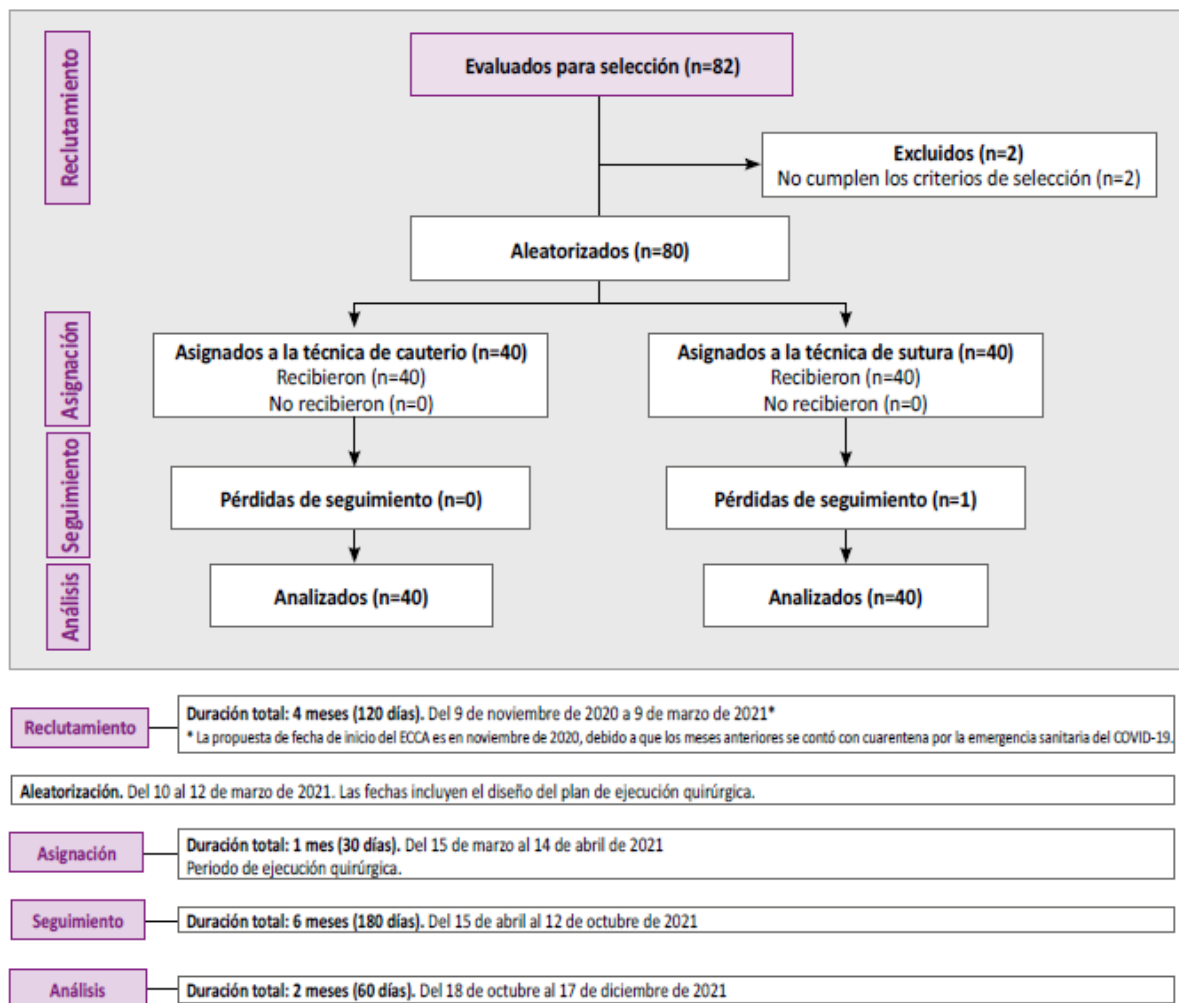 Reclutamiento
Evaluados para selección (n=82)
Excluidos (n=2)
No cumplen los criterios de selección (n=2)
Aleatorizados (n=80)
Asignación
Asignados a la técnica de cauterio (n=40)
Recibieron (n=40)
No recibieron (n=0)
Asignados a la técnica de sutura (n=40)
Recibieron (n=40)
No recibieron (n=0)
Seguimiento
Pérdidas de seguimiento (n=0)
Pérdidas de seguimiento (n=1)
Análisis
Analizados (n=40)
Analizados (n=40)
Reclutamiento
Duración total: 4 meses (120 días). Del 9 de noviembre de 2020 a 9 de marzo de 2021*
* La propuesta de fecha de inicio del ECCA es en noviembre de 2020, debido a que los meses anteriores se contó con cuarentena por la emergencia sanitaria del COVID-19.
Aleatorización. Del 10 al 12 de marzo de 2021. Las fechas incluyen el diseño del plan de ejecución quirúrgica.
Asignación
Duración total: 1 mes (30 días). Del 15 de marzo al 14 de abril de 2021
Periodo de ejecución quirúrgica.
Seguimiento
Duración total: 6 meses (180 días). Del 15 de abril al 12 de octubre de 2021
Análisis
Duración total: 2 meses (60 días). Del 18 de octubre al 17 de diciembre de 2021